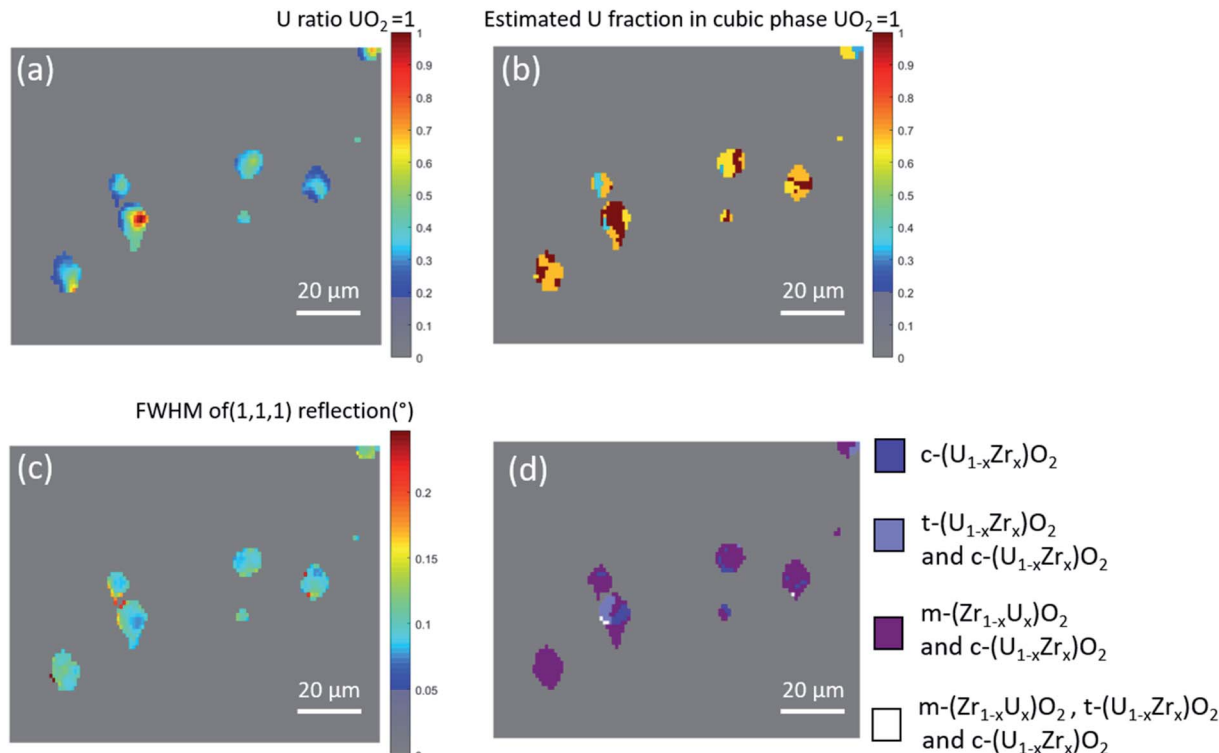 U ratio UO₂=1
Estimated U fraction in cubic phase UO₂=1
(a)
20 µm
1
0.9
0.8
0.7
0.6
0.5
0.4
0.3
0.2
0.1
0
(b)
20 µm
1
0.9
0.8
0.7
0.6
0.5
0.4
0.3
0.2
0.1
0
FWHM of(1,1,1) reflection(°)
(c)
20 µm
0.2
0.15
0.1
0.05
(d)
20 µm
c-(U₁₋ₓZrₓ)O₂
t-(U₁₋ₓZrₓ)O₂
and c-(U₁₋ₓZrₓ)O₂
m-(Zr₁₋ₓUₓ)O₂
and c-(U₁₋ₓZrₓ)O₂
m-(Zr₁₋ₓUₓ)O₂ , t-(U₁₋ₓZrₓ)O₂
and c-(U₁₋ₓZrₓ)O₂